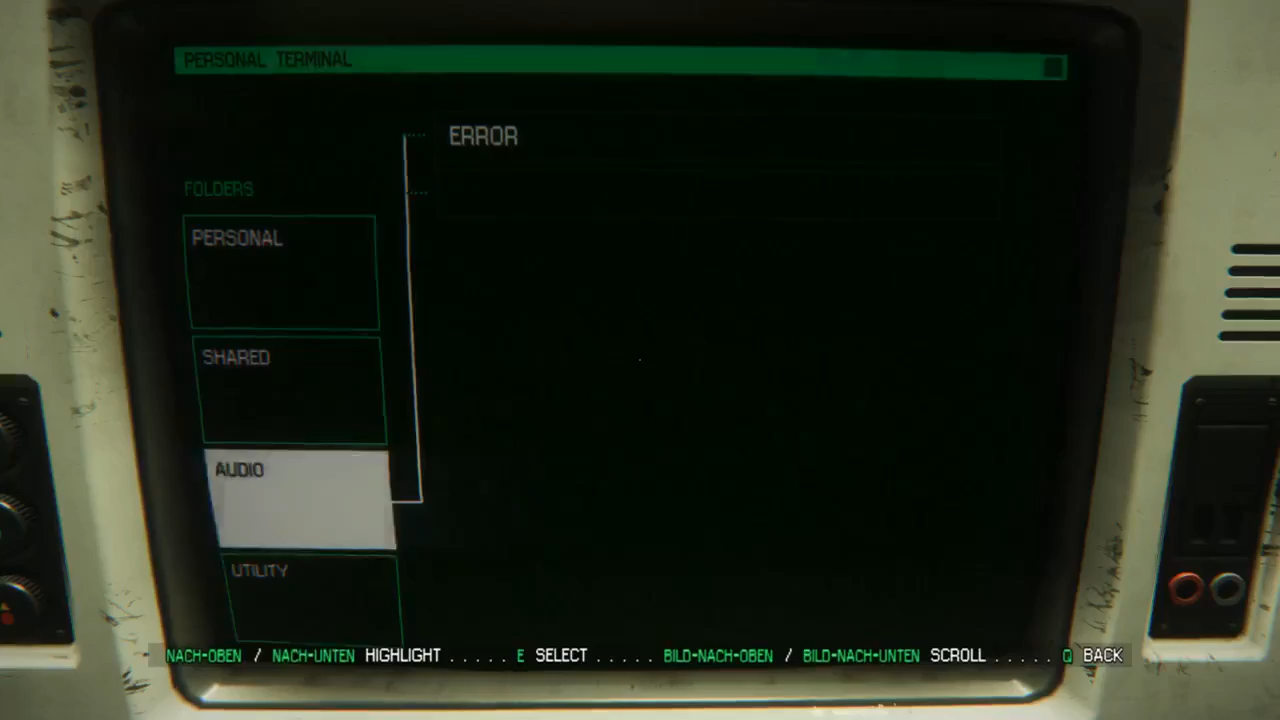 PERSONAL TERMINAL
ERROR
FOLDERS
PERSONAL
SHARED
AUDIO
UTILITY
NACH-OBEN / NACH-UNTEN HIGHLIGHT ..... E SELECT ..... BILD-NACH-OBEN / BILD-NACH-UNTEN SCROLL ..... Q BACK